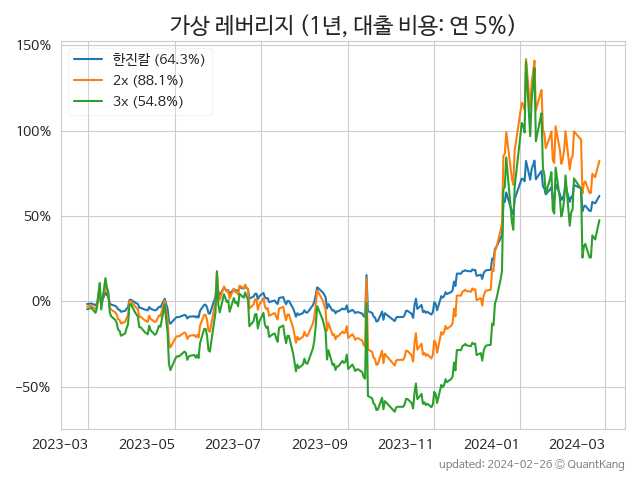 가상 레버리지 (1년, 대출 비용: 연 5%)
한진칼 (64.3%)
2x (88.1%)
3x (54.8%)
150%
100%
50%
0%
−50%
2023-03
2023-05
2023-07
2023-09
2023-11
2024-01
2024-03
updated: 2024-02-26 © QuantKang